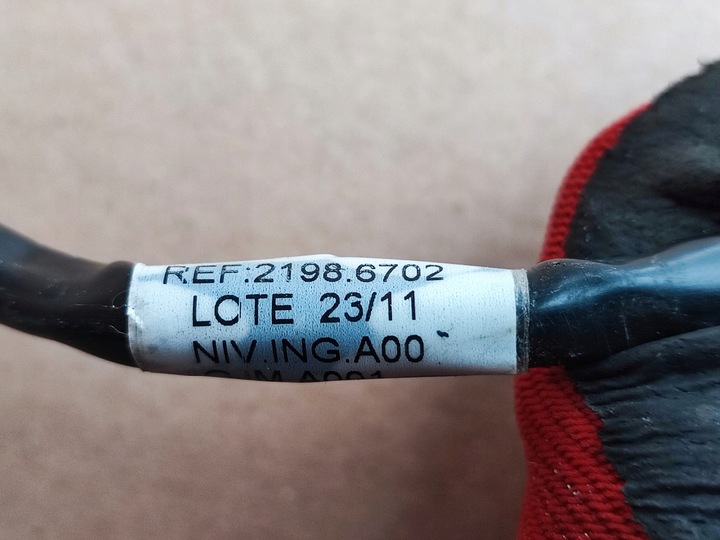 REF:2198.6702
LOTE 23/11
NIV.ING.A00